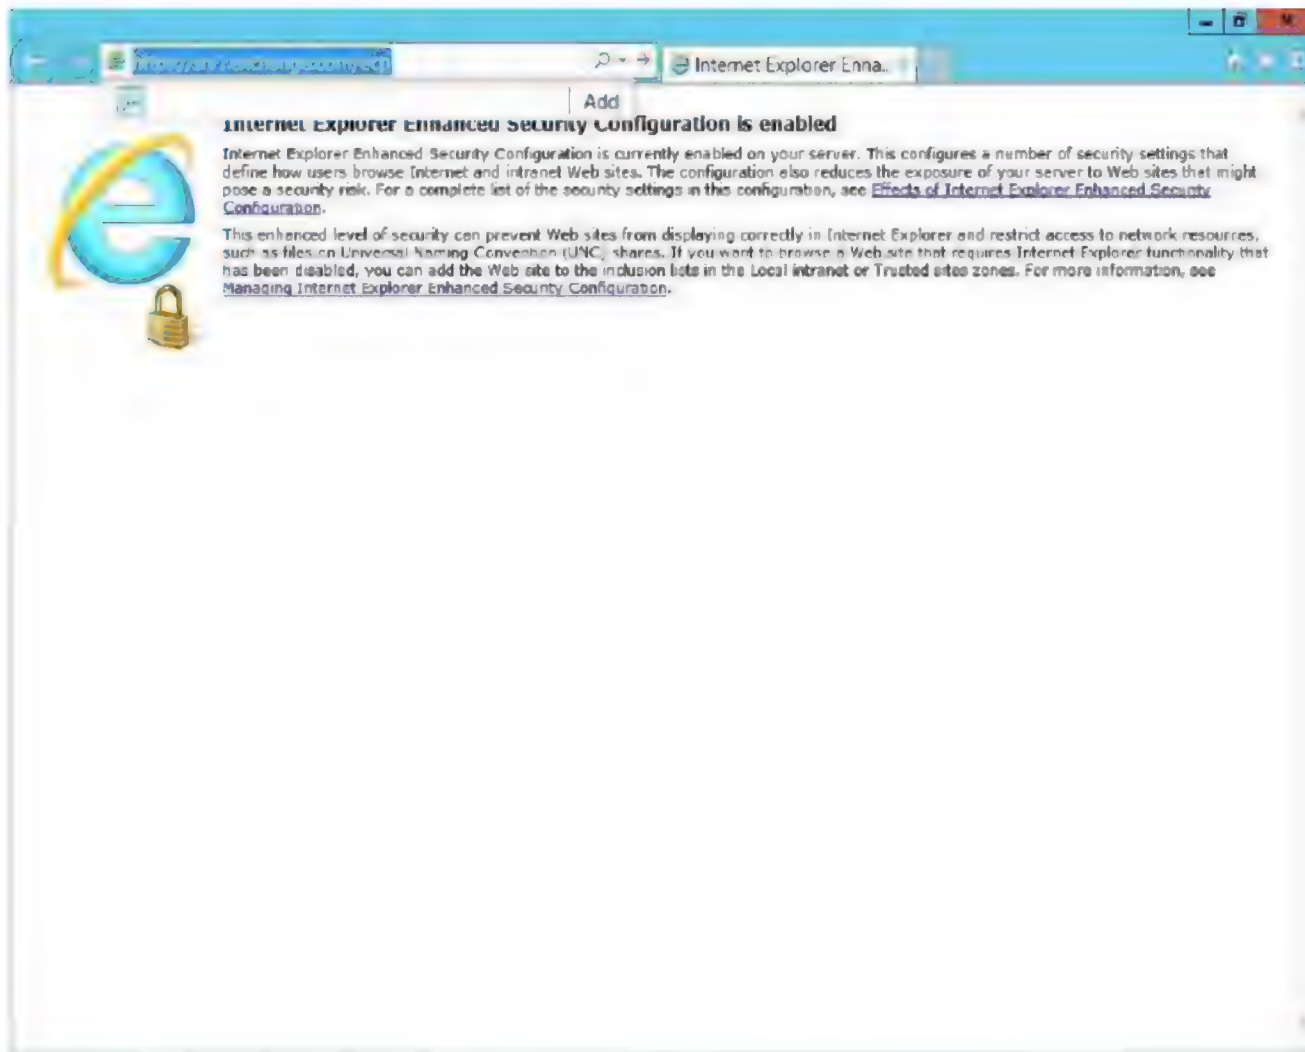 Internet Explorer Enha..
Add
Internet Explorer Enhanced Security Configuration is enabled
Internet Explorer Enhanced Security Configuration is currently enabled on your server. This configures a number of security settings that
define how users browse Internet and intranet Web sites. The configuration also reduces the exposure of your server to Web sites that might
pose a security risk. For a complete list of the security settings in this configuration, see Effects of Internet Explorer Enhanced Security
Configuration.
This enhanced level of security can prevent Web sites from displaying correctly in Internet Explorer and restrict access to network resources,
such as files on Universal Naming Convention (UNC) shares. If you want to browse a Web site that requires Internet Explorer functionality that
has been disabled, you can add the Web site to the inclusion lists in the Local intranet or Trusted sites zones. For more information, see
Managing Internet Explorer Enhanced Security Configuration.